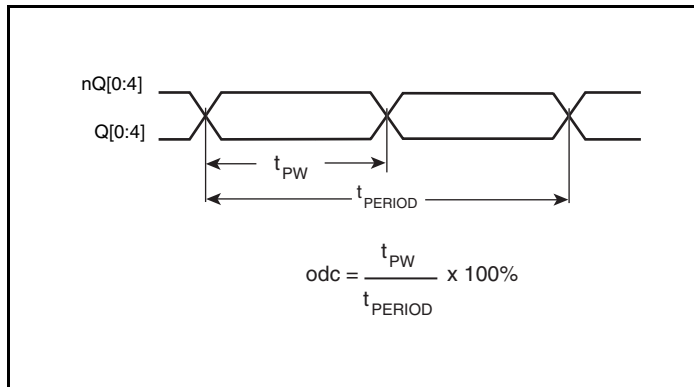 nQ[0:4]
Q[0:4]
tPW
tPERIOD
odc = tPW / tPERIOD x 100%